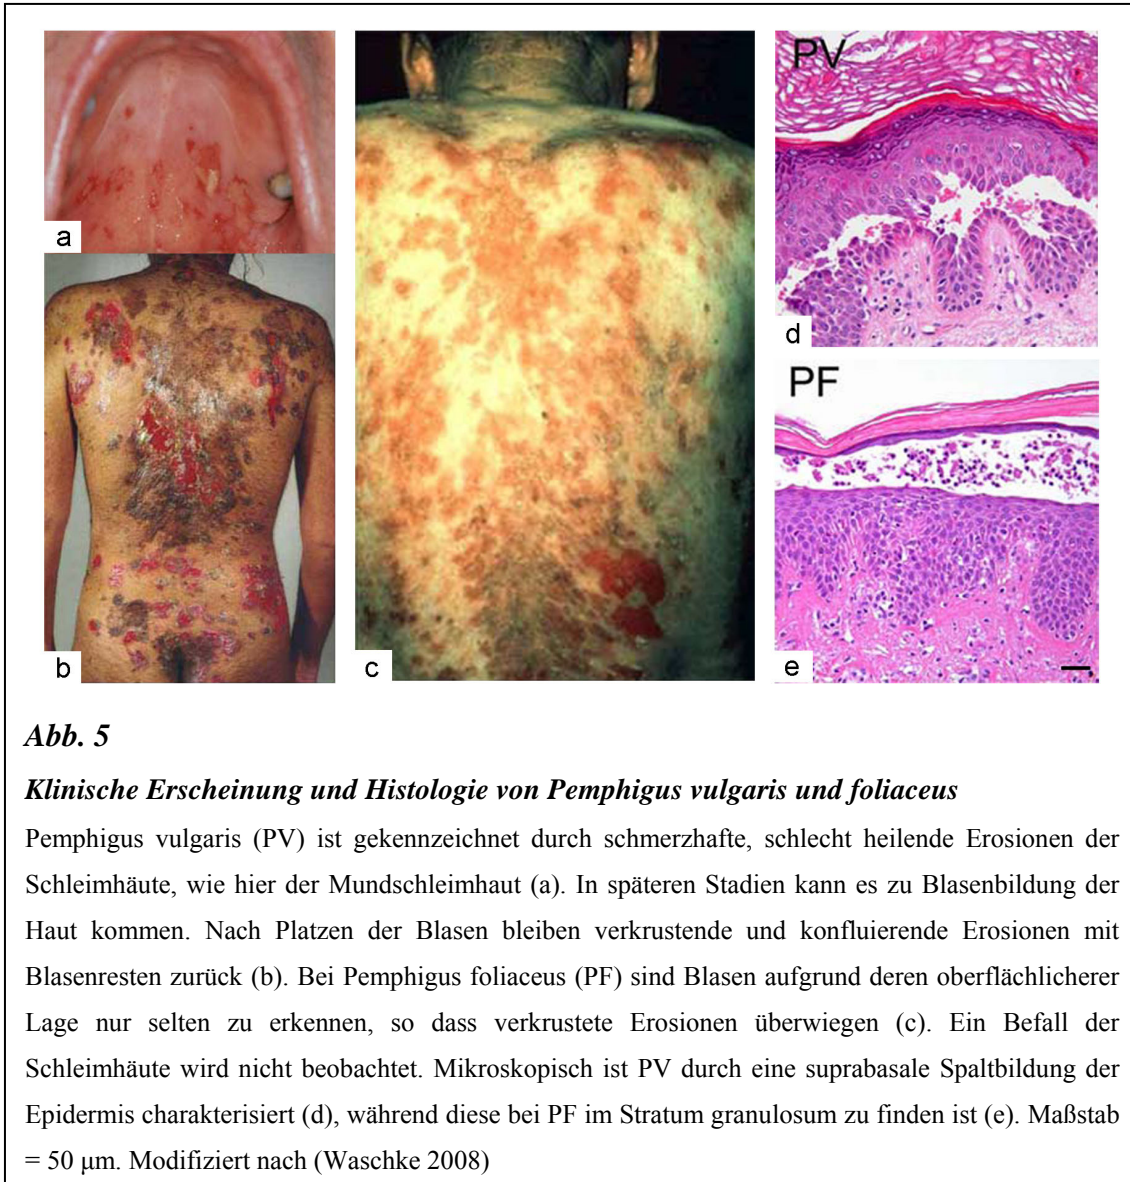 PV
a
d
PF
b
c
e
Abb. 5
Klinische Erscheinung und Histologie von Pemphigus vulgaris und foliaceus
Pemphigus vulgaris (PV) ist gekennzeichnet durch schmerzhafte, schlecht heilende Erosionen der
Schleimhäute, wie hier der Mundschleimhaut (a). In späteren Stadien kann es zu Blasenbildung der
Haut kommen. Nach Platzen der Blasen bleiben verkrustende und konfluierende Erosionen mit
Blasenresten zurück (b). Bei Pemphigus foliaceus (PF) sind Blasen aufgrund deren oberflächlicherer
Lage nur selten zu erkennen, so dass verkrustete Erosionen überwiegen (c). Ein Befall der
Schleimhäute wird nicht beobachtet. Mikroskopisch ist PV durch eine suprabasale Spaltbildung der
Epidermis charakterisiert (d), während diese bei PF im Stratum granulosum zu finden ist (e). Maßstab
= 50 μm. Modifiziert nach (Waschke 2008)